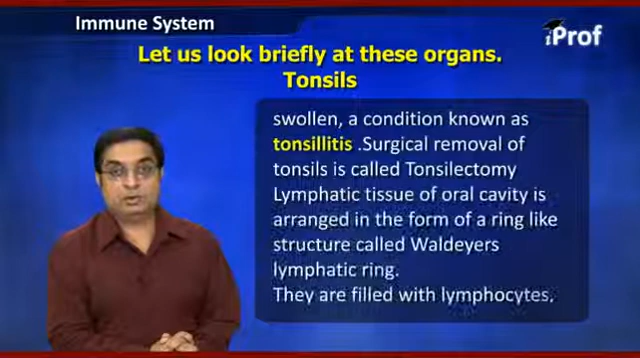 Immune System
iProf
Let us look briefly at these organs.
Tonsils
swollen, a condition known as
tonsillitis .Surgical removal of
tonsils is called Tonsilectomy
Lymphatic tissue of oral cavity is
arranged in the form of a ring like
structure called Waldeyers
lymphatic ring.
They are filled with lymphocytes.